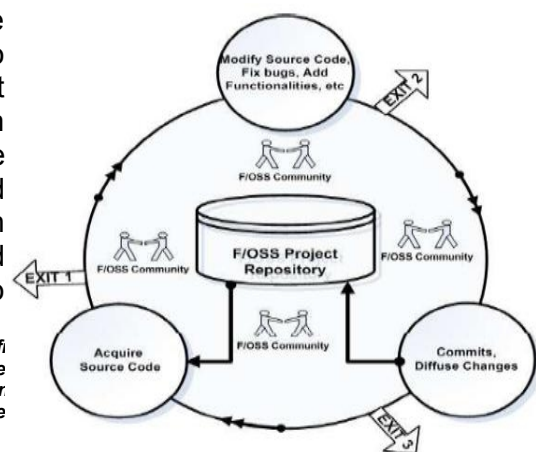 Modify Source Code,
Fix bugs, Add
Functionalities, etc
EXIT 2
F/OSS Community
F/OSS Project
Repository
F/OSS Community
F/OSS Community
EXIT 1
F/OSS Community
Acquire
Source Code
Commits,
Diffuse Changes
EXIT 3